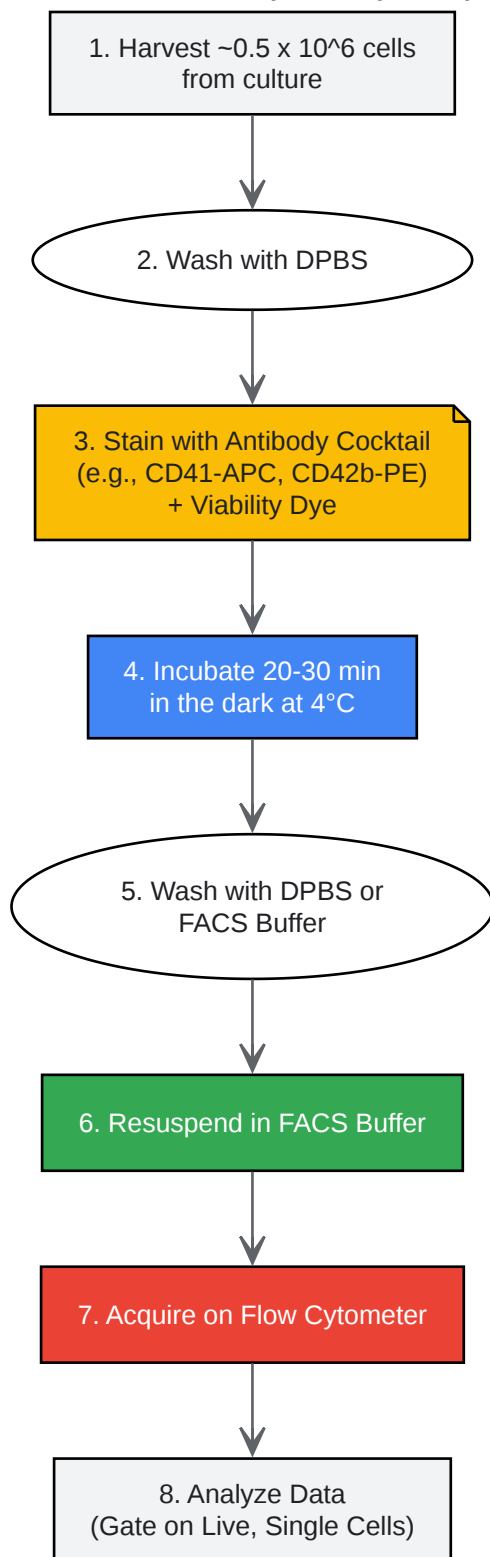 1. Harvest ~0.5 x 10^6 cells
from culture
2. Wash with DPBS
3. Stain with Antibody Cocktail
(e.g., CD41-APC, CD42b-PE)
+ Viability Dye
4. Incubate 20-30 min
in the dark at 4°C
5. Wash with DPBS or
FACS Buffer
6. Resuspend in FACS Buffer
7. Acquire on Flow Cytometer
8. Analyze Data
(Gate on Live, Single Cells)